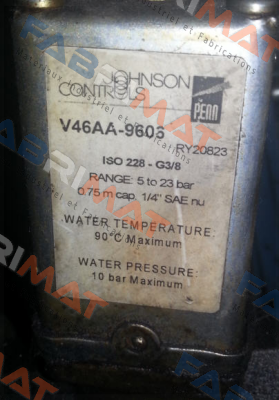 JOHNSON
CONTROLS
PENN
V46AA-9606
RY20823
ISO 228 - G3/8
RANGE: 5 to 23 bar
0.75 m cap. 1/4" SAE nu
WATER TEMPERATURE:
90°C Maximum
WATER PRESSURE:
10 bar Maximum
FABRIMAT